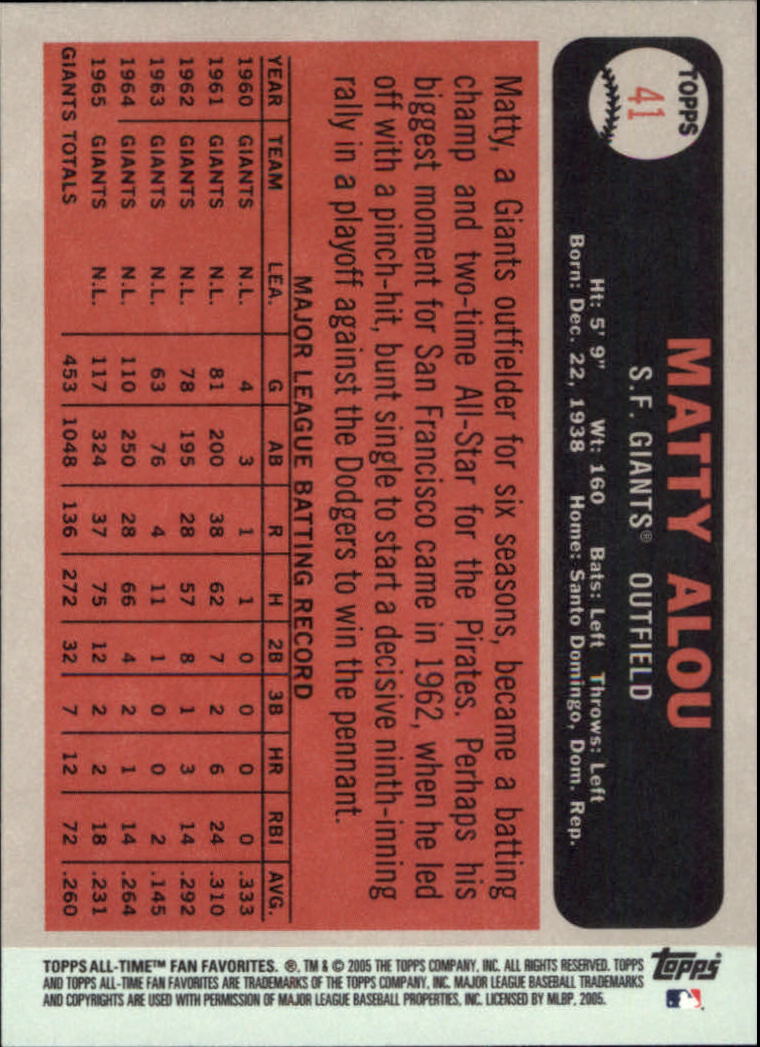 TOPPS
41
MATTY ALOU
S.F. GIANTS® OUTFIELD
Ht: 5' 9" Wt: 160 Bats: Left Throws: Left
Born: Dec. 22, 1938 Home: Santo Domingo, Dom. Rep.
Matty, a Giants outfielder for six seasons, became a batting
champ and two-time All-Star for the Pirates. Perhaps his
biggest moment for San Francisco came in 1962, when he led
off with a pinch-hit, bunt single to start a decisive ninth-inning
rally in a playoff against the Dodgers to win the pennant.
MAJOR LEAGUE BATTING RECORD
YEAR TEAM LEA. G AB R H 2B 3B HR RBI AVG.
1960 GIANTS N.L. 4 3 1 1 0 0 0 0 .333
1961 GIANTS N.L. 81 200 38 62 7 2 6 24 .310
1962 GIANTS N.L. 78 195 28 57 8 1 3 14 .292
1963 GIANTS N.L. 63 76 4 11 1 0 0 2 .145
1964 GIANTS N.L. 110 250 28 66 4 2 1 14 .264
1965 GIANTS N.L. 117 324 37 75 12 2 2 18 .231
GIANTS TOTALS 453 1048 136 272 32 7 12 72 .260
TOPPS ALL-TIME™ FAN FAVORITES. ®, TM & © 2005 THE TOPPS COMPANY, INC. ALL RIGHTS RESERVED. TOPPS
AND TOPPS ALL-TIME FAN FAVORITES ARE TRADEMARKS OF THE TOPPS COMPANY, INC. MAJOR LEAGUE BASEBALL TRADEMARKS
AND COPYRIGHTS ARE USED WITH PERMISSION OF MAJOR LEAGUE BASEBALL PROPERTIES, INC. LICENSED BY MLBP, 2005.
Topps